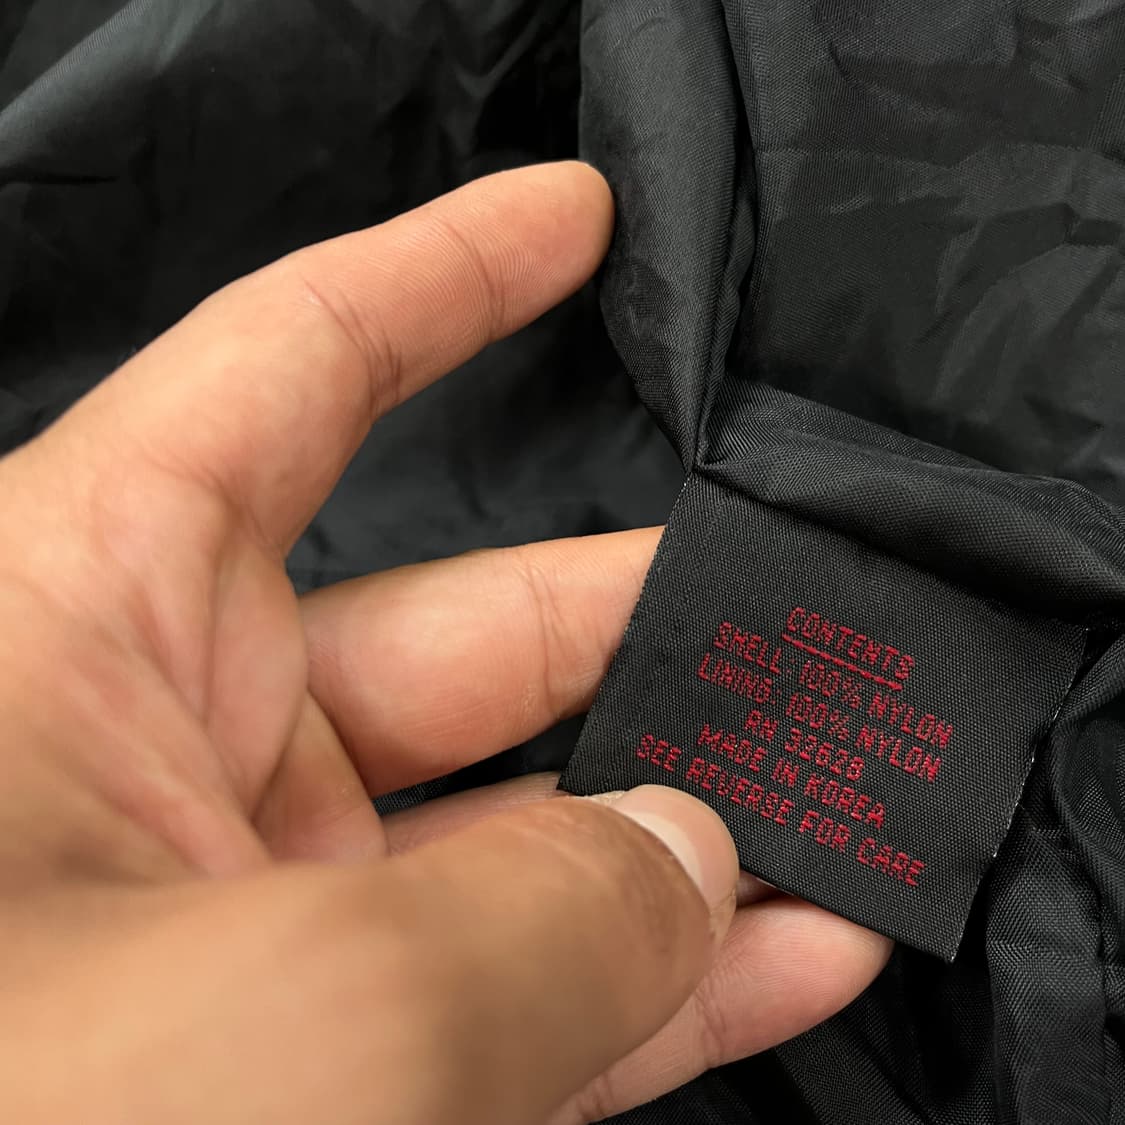 CONTENTS
SHELL: 100% NYLON
LINING: 100% NYLON
RN 32628
MADE IN KOREA
SEE REVERSE FOR CARE